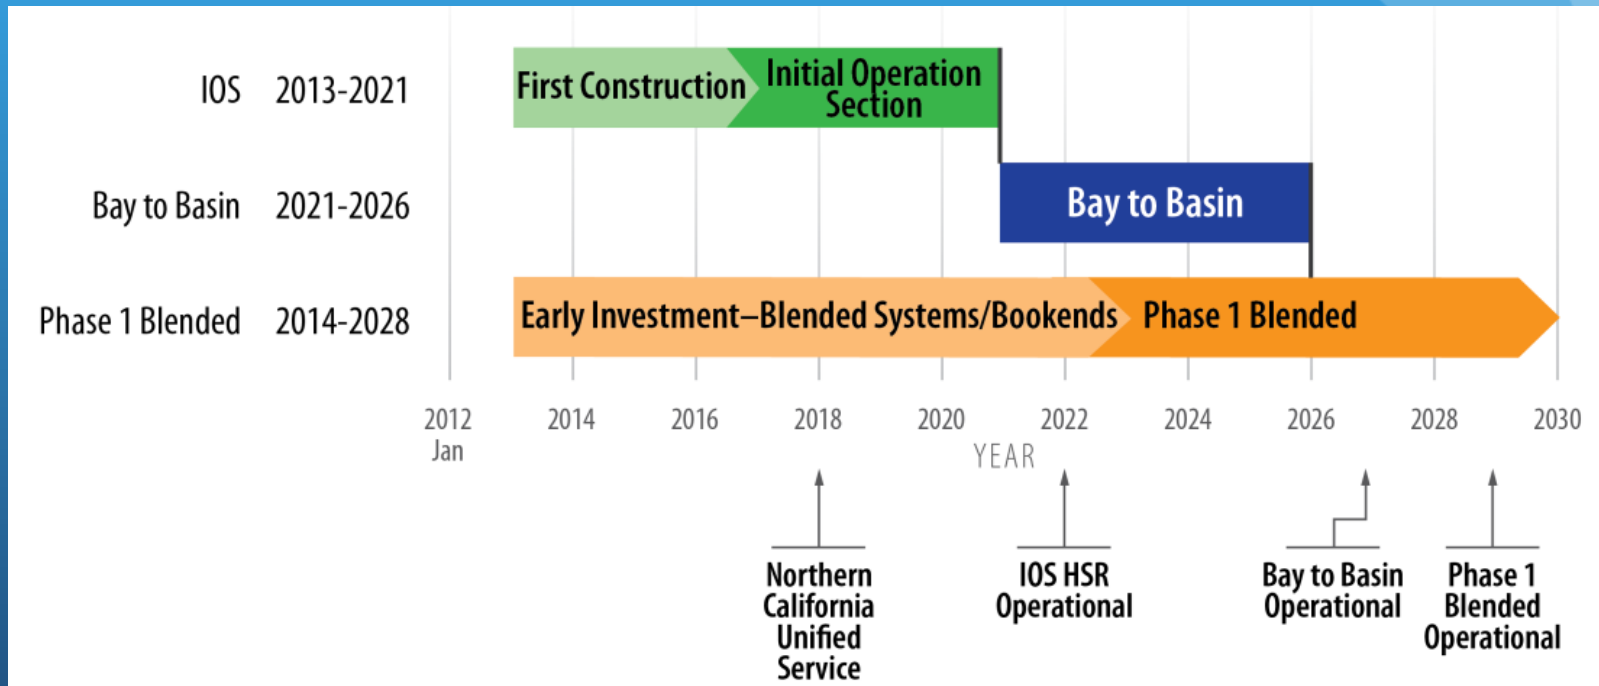 IOS 2013-2021
First Construction
Initial Operation
Section
Bay to Basin 2021-2026
Bay to Basin
Phase 1 Blended 2014-2028
Early Investment–Blended Systems/Bookends
Phase 1 Blended
2012 2014 2016 2018 2020 2022 2024 2026 2028 2030
Jan
YEAR
Northern
California
Unified
Service
IOS HSR
Operational
Bay to Basin
Operational
Phase 1
Blended
Operational